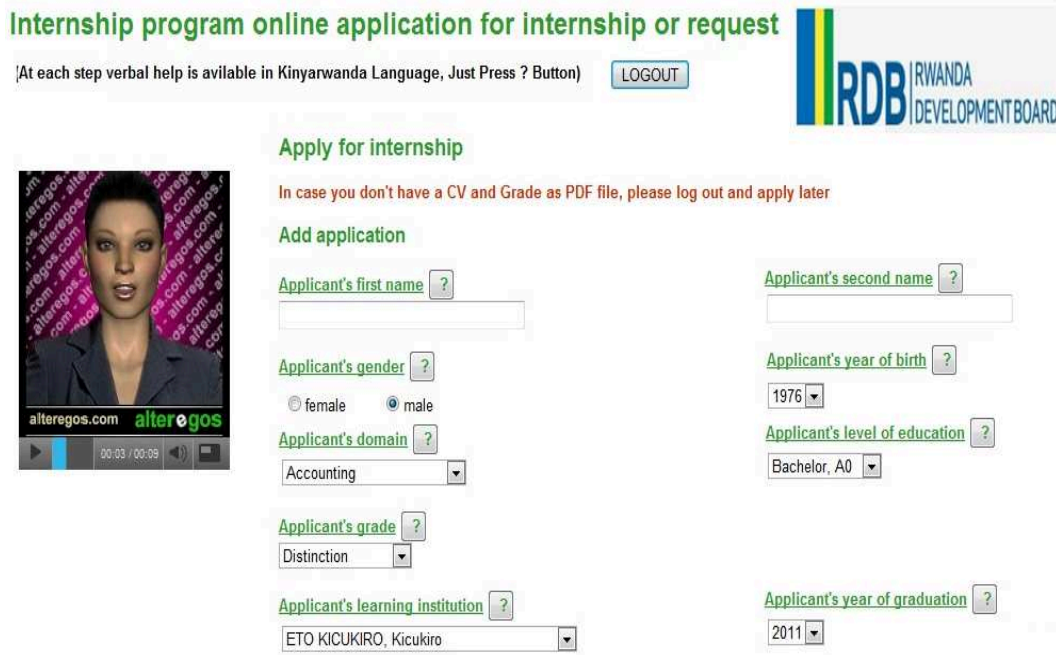 Internship program online application for internship or request
(At each step verbal help is avilable in Kinyarwanda Language, Just Press ? Button)
LOGOUT
RDB
RWANDA
DEVELOPMENT BOARD
Apply for internship
In case you don't have a CV and Grade as PDF file, please log out and apply later
Add application
Applicant's first name ?
Applicant's second name ?
Applicant's gender ?
female male
Applicant's year of birth ?
1976
Applicant's domain ?
Accounting
Applicant's level of education ?
Bachelor, A0
Applicant's grade ?
Distinction
Applicant's learning institution ?
ETO KICUKIRO, Kicukiro
Applicant's year of graduation ?
2011
alteregos.com alteregos
00:03 / 00:09